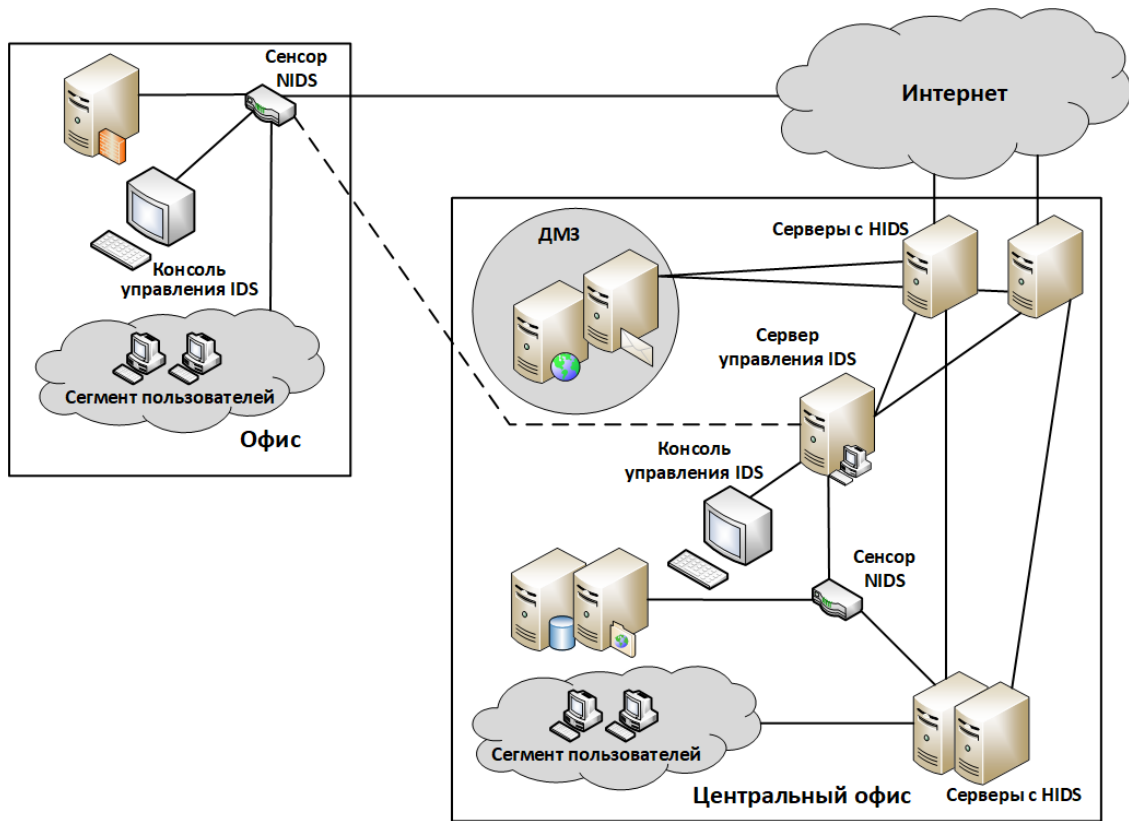 Сенсор
NIDS
Консоль
управления IDS
Сегмент пользователей
Офис
Интернет
ДМЗ
Серверы с HIDS
Сервер
управления IDS
Консоль
управления IDS
Сенсор
NIDS
Сегмент пользователей
Центральный офис
Серверы с HIDS